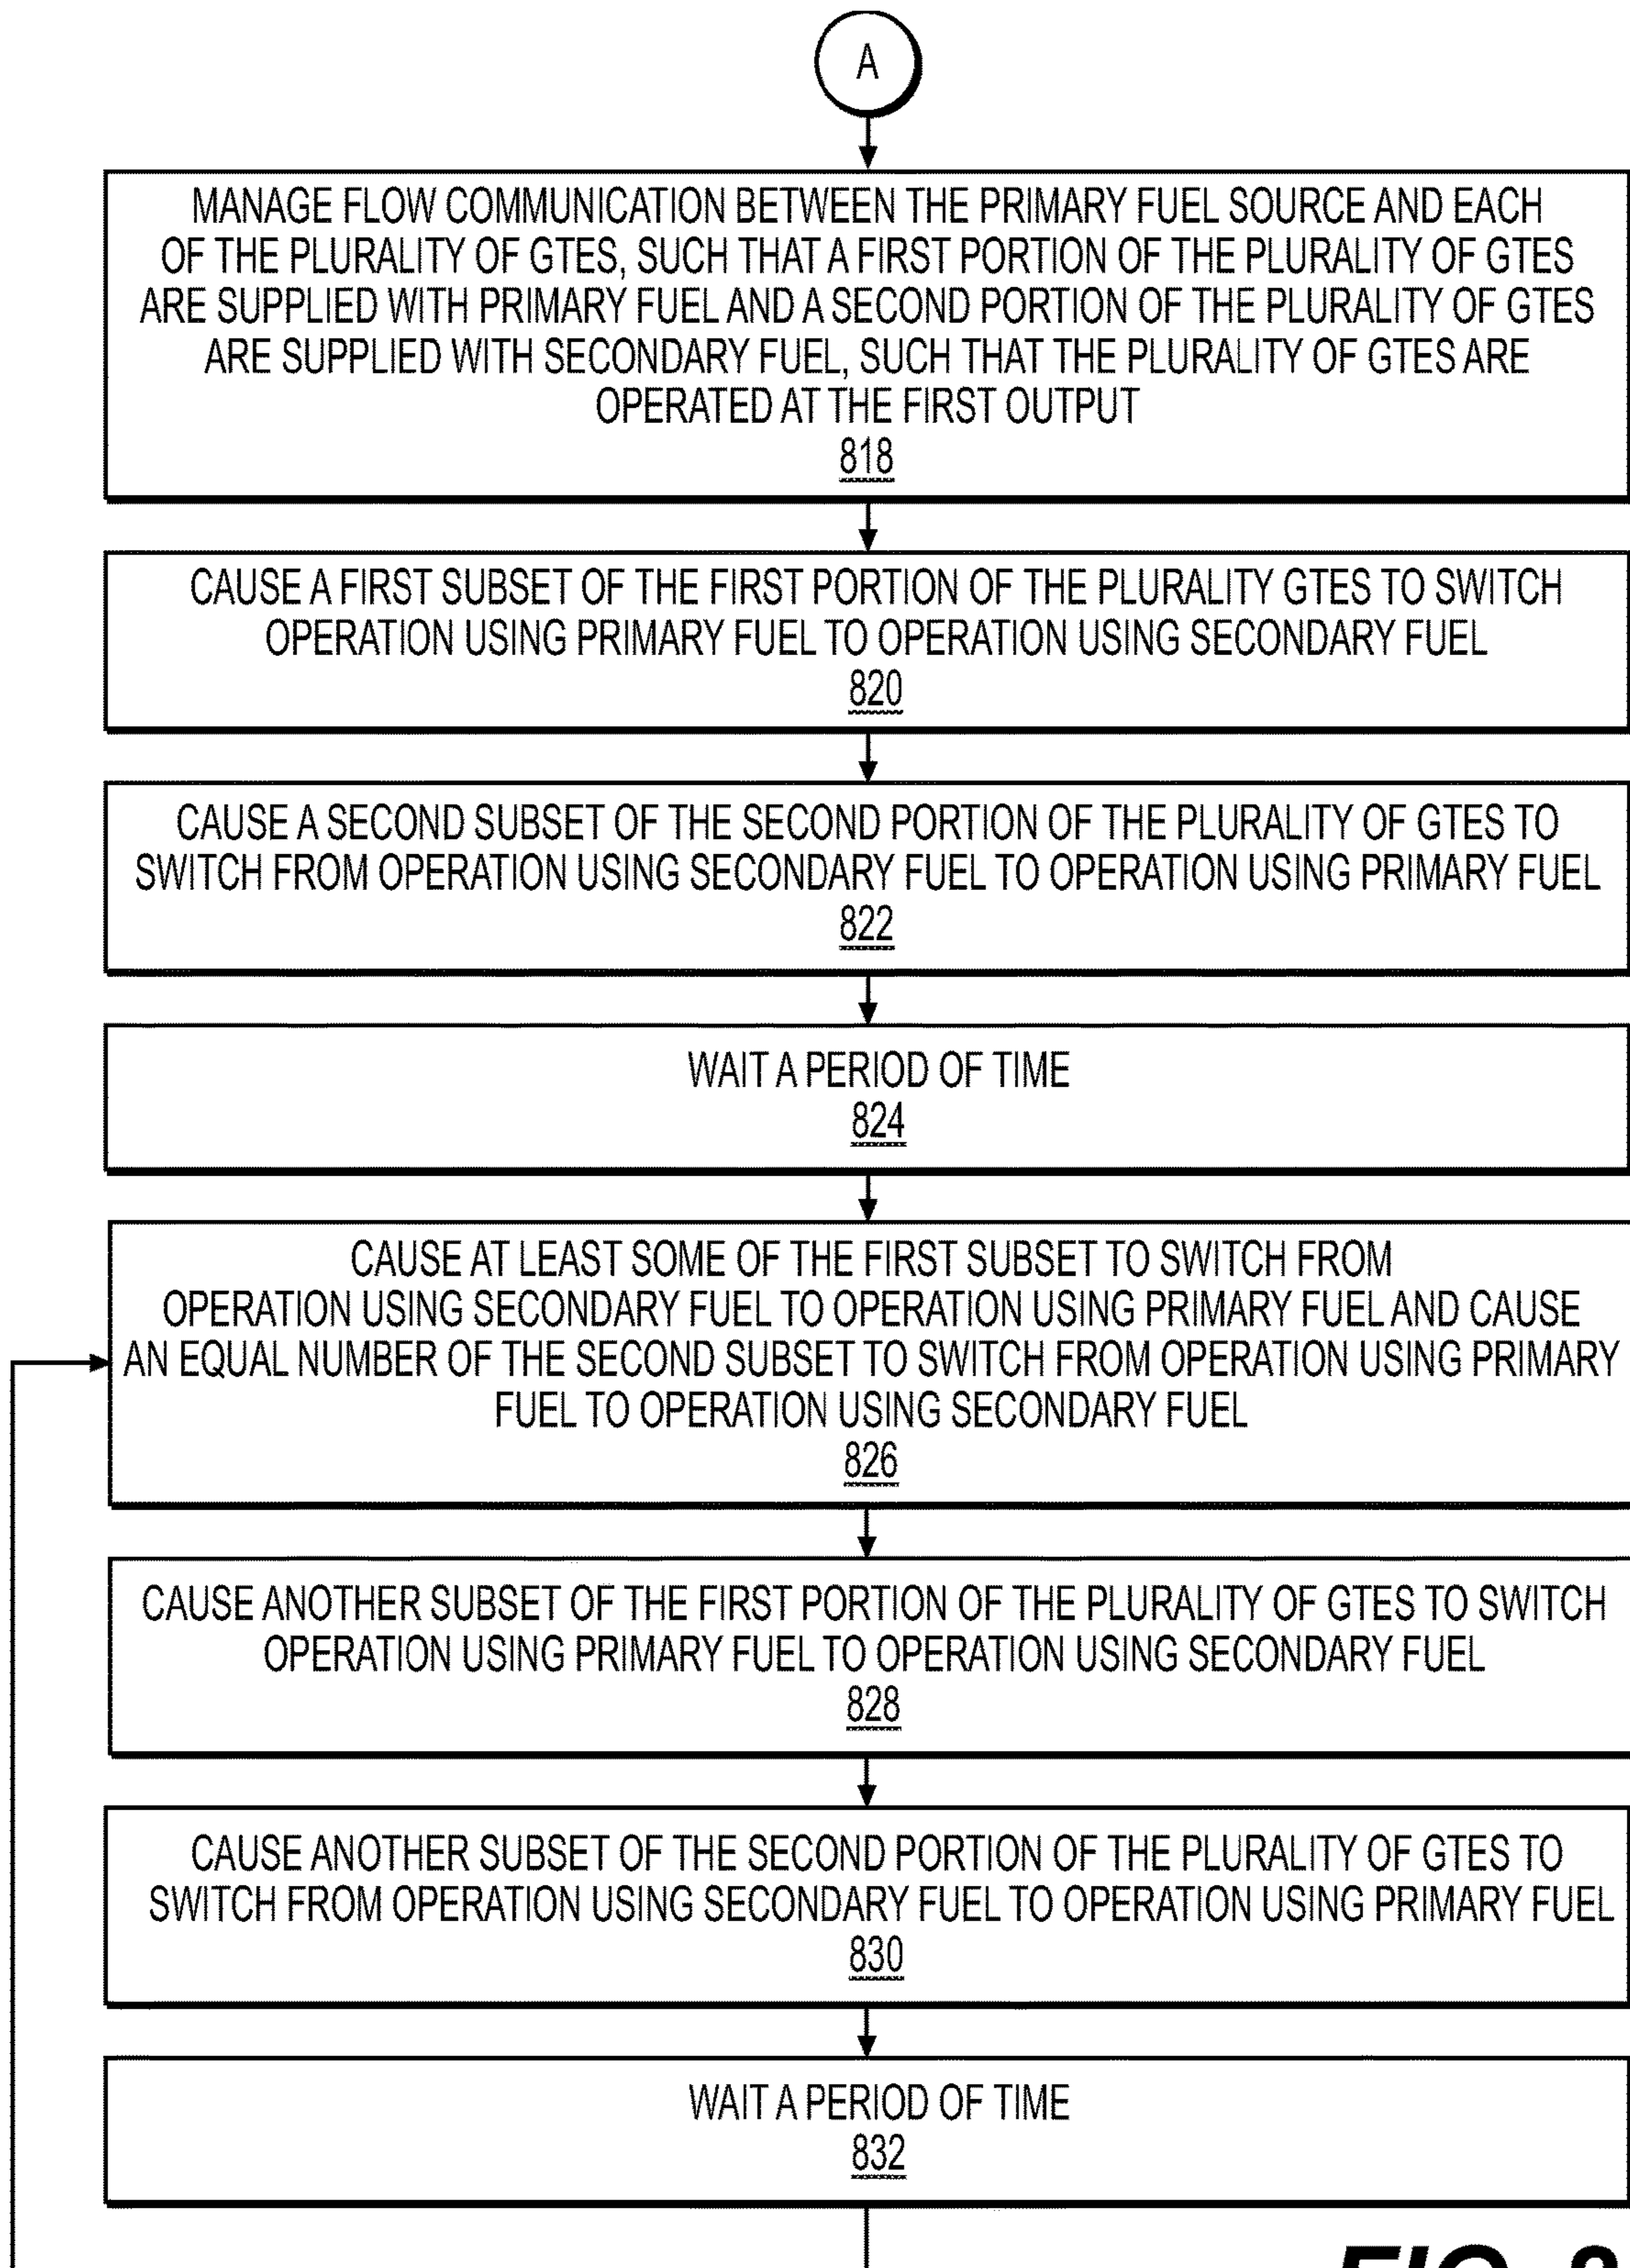 A
MANAGE FLOW COMMUNICATION BETWEEN THE PRIMARY FUEL SOURCE AND EACH
OF THE PLURALITY OF GTES, SUCH THAT A FIRST PORTION OF THE PLURALITY OF GTES
ARE SUPPLIED WITH PRIMARY FUEL AND A SECOND PORTION OF THE PLURALITY OF GTES
ARE SUPPLIED WITH SECONDARY FUEL, SUCH THAT THE PLURALITY OF GTES ARE
OPERATED AT THE FIRST OUTPUT
818
CAUSE A FIRST SUBSET OF THE FIRST PORTION OF THE PLURALITY GTES TO SWITCH
OPERATION USING PRIMARY FUEL TO OPERATION USING SECONDARY FUEL
820
CAUSE A SECOND SUBSET OF THE SECOND PORTION OF THE PLURALITY OF GTES TO
SWITCH FROM OPERATION USING SECONDARY FUEL TO OPERATION USING PRIMARY FUEL
822
WAIT A PERIOD OF TIME
824
CAUSE AT LEAST SOME OF THE FIRST SUBSET TO SWITCH FROM
OPERATION USING SECONDARY FUEL TO OPERATION USING PRIMARY FUEL AND CAUSE
AN EQUAL NUMBER OF THE SECOND SUBSET TO SWITCH FROM OPERATION USING PRIMARY
FUEL TO OPERATION USING SECONDARY FUEL
826
CAUSE ANOTHER SUBSET OF THE FIRST PORTION OF THE PLURALITY OF GTES TO SWITCH
OPERATION USING PRIMARY FUEL TO OPERATION USING SECONDARY FUEL
828
CAUSE ANOTHER SUBSET OF THE SECOND PORTION OF THE PLURALITY OF GTES TO
SWITCH FROM OPERATION USING SECONDARY FUEL TO OPERATION USING PRIMARY FUEL
830
WAIT A PERIOD OF TIME
832